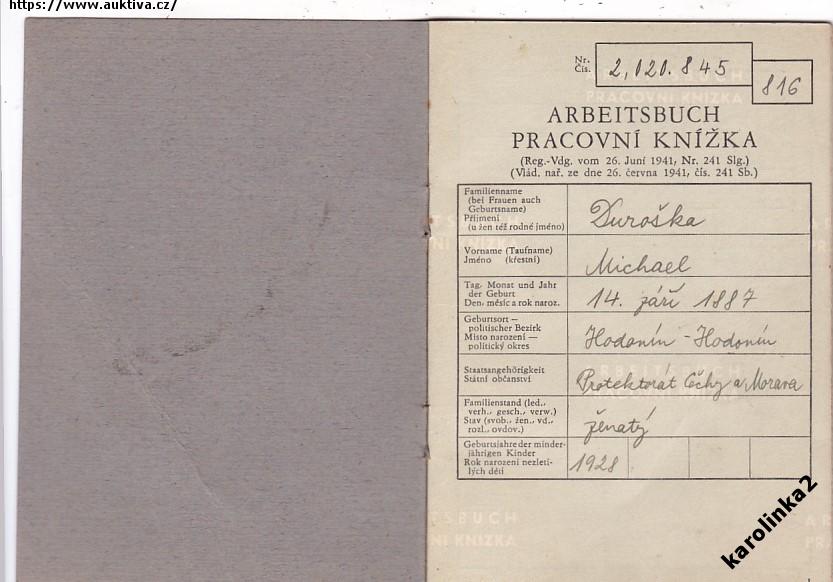 https://www.auktiva.cz/
Nr.
Čís.
2,020.845
816
ARBEITSBUCH
PRACOVNÍ KNÍŽKA
(Reg.-Vdg. vom 26. Juni 1941, Nr. 241 Slg.)
(Vlád. nař. ze dne 26. června 1941, čís. 241 Sb.)
Familienname
(bei Frauen auch
Geburtsname)
Příjmení
(u žen též rodné jméno)
Duroška
Vorname (Taufname)
Jméno (křestní)
Michael
Tag, Monat und Jahr
der Geburt
Den, měsíc a rok naroz.
14. září 1887
Geburtsort —
politischer Bezirk
Místo narození —
politický okres
Hodonín - Hodonín
Staatsangehörigkeit
Státní občanství
Protektorát Čechy a Morava
Familienstand (led.,
verh., gesch., verw.)
Stav (svob., žen., vd.,
rozl., ovdov.)
ženatý
Geburtsjahre der minder-
jährigen Kinder
Rok narození nezleti-
lých dětí
1928
karolinka2